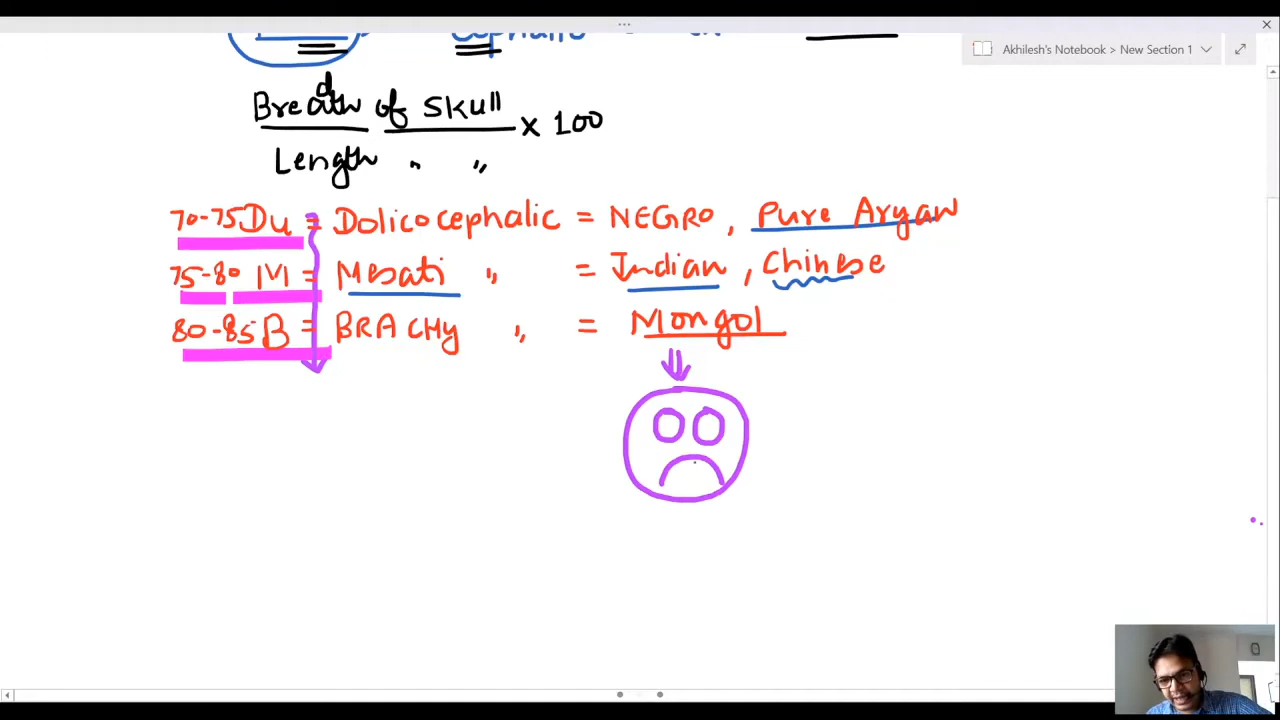 Akhilesh's Notebook > New Section 1
Cephalic
Breadth of Skull
x 100
Length " "
70-75 Du = Dolicocephalic = NEGRO, Pure Aryan
75-80 M = Mesati " = Indian, Chinese
80-85 B = BRACHy " = Mongol